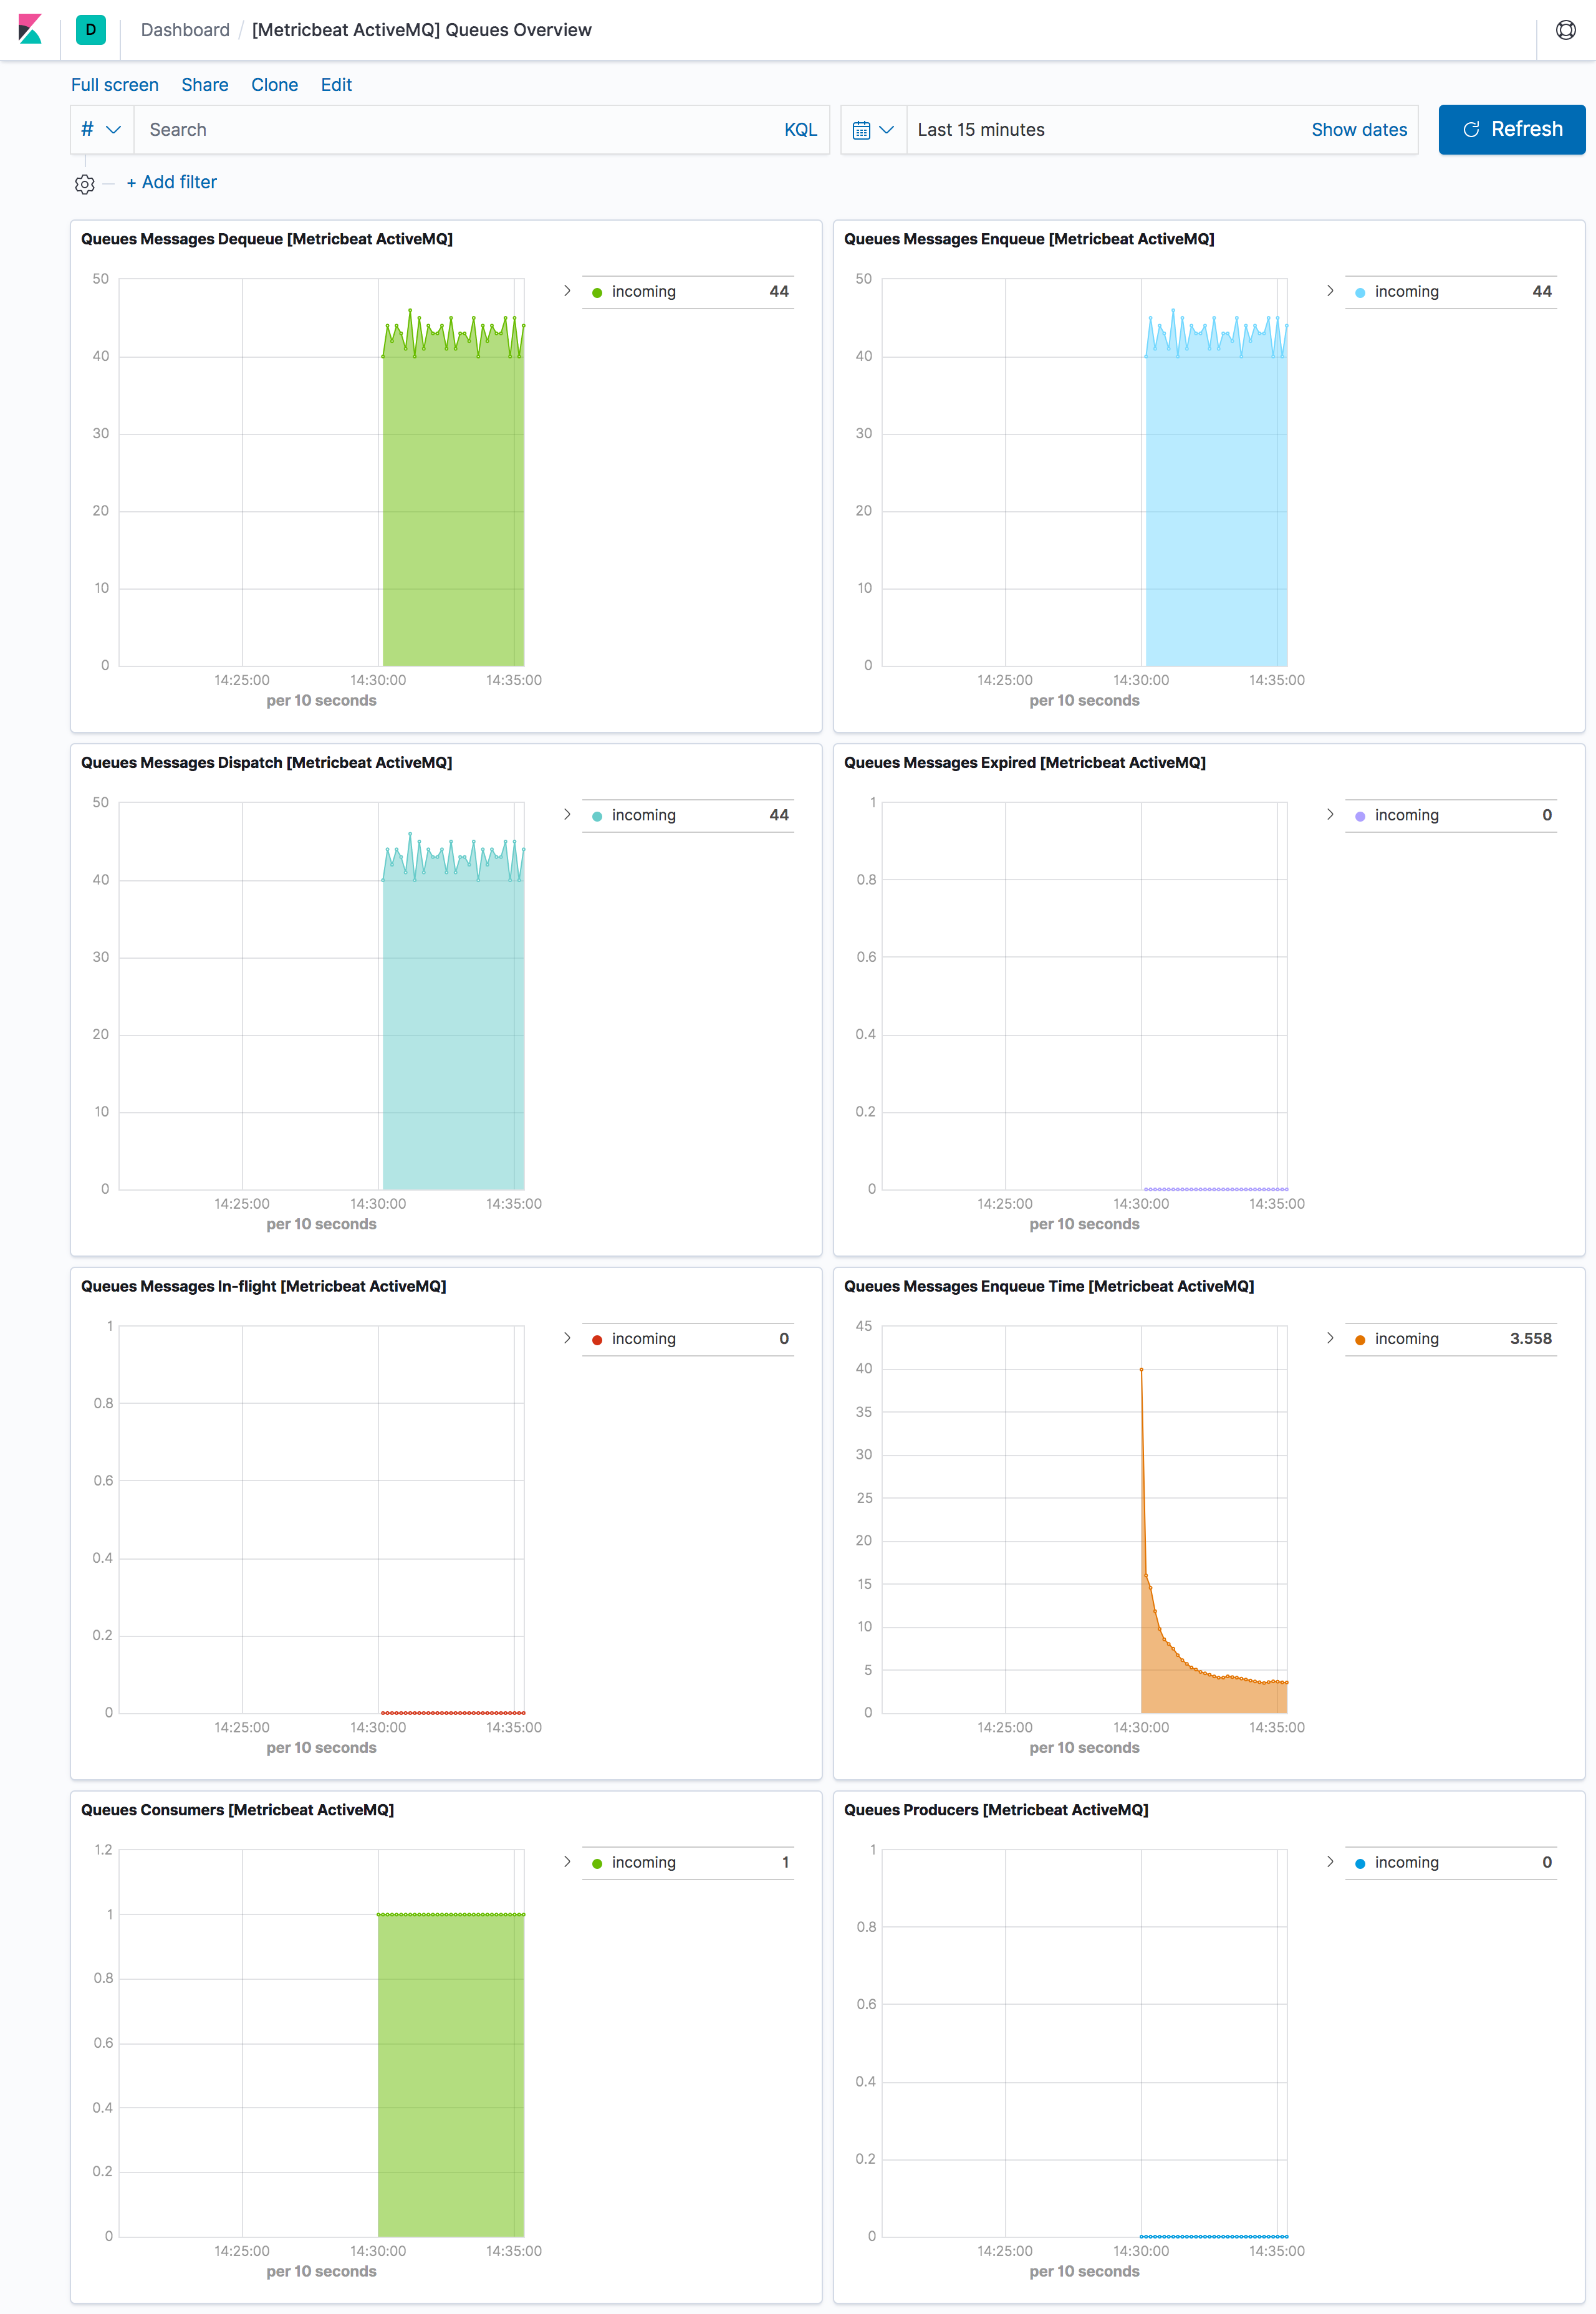 D Dashboard / [Metricbeat ActiveMQ] Queues Overview
Full screen Share Clone Edit
# Search KQL Last 15 minutes Show dates Refresh
+ Add filter
Queues Messages Dequeue [Metricbeat ActiveMQ]
50
40
30
20
10
0
14:25:00 14:30:00 14:35:00
per 10 seconds
incoming 44
Queues Messages Enqueue [Metricbeat ActiveMQ]
50
40
30
20
10
0
14:25:00 14:30:00 14:35:00
per 10 seconds
incoming 44
Queues Messages Dispatch [Metricbeat ActiveMQ]
50
40
30
20
10
0
14:25:00 14:30:00 14:35:00
per 10 seconds
incoming 44
Queues Messages Expired [Metricbeat ActiveMQ]
1
0.8
0.6
0.4
0.2
0
14:25:00 14:30:00 14:35:00
per 10 seconds
incoming 0
Queues Messages In-flight [Metricbeat ActiveMQ]
1
0.8
0.6
0.4
0.2
0
14:25:00 14:30:00 14:35:00
per 10 seconds
incoming 0
Queues Messages Enqueue Time [Metricbeat ActiveMQ]
45
40
35
30
25
20
15
10
5
0
14:25:00 14:30:00 14:35:00
per 10 seconds
incoming 3.558
Queues Consumers [Metricbeat ActiveMQ]
1.2
1
0.8
0.6
0.4
0.2
0
14:25:00 14:30:00 14:35:00
per 10 seconds
incoming 1
Queues Producers [Metricbeat ActiveMQ]
1
0.8
0.6
0.4
0.2
0
14:25:00 14:30:00 14:35:00
per 10 seconds
incoming 0